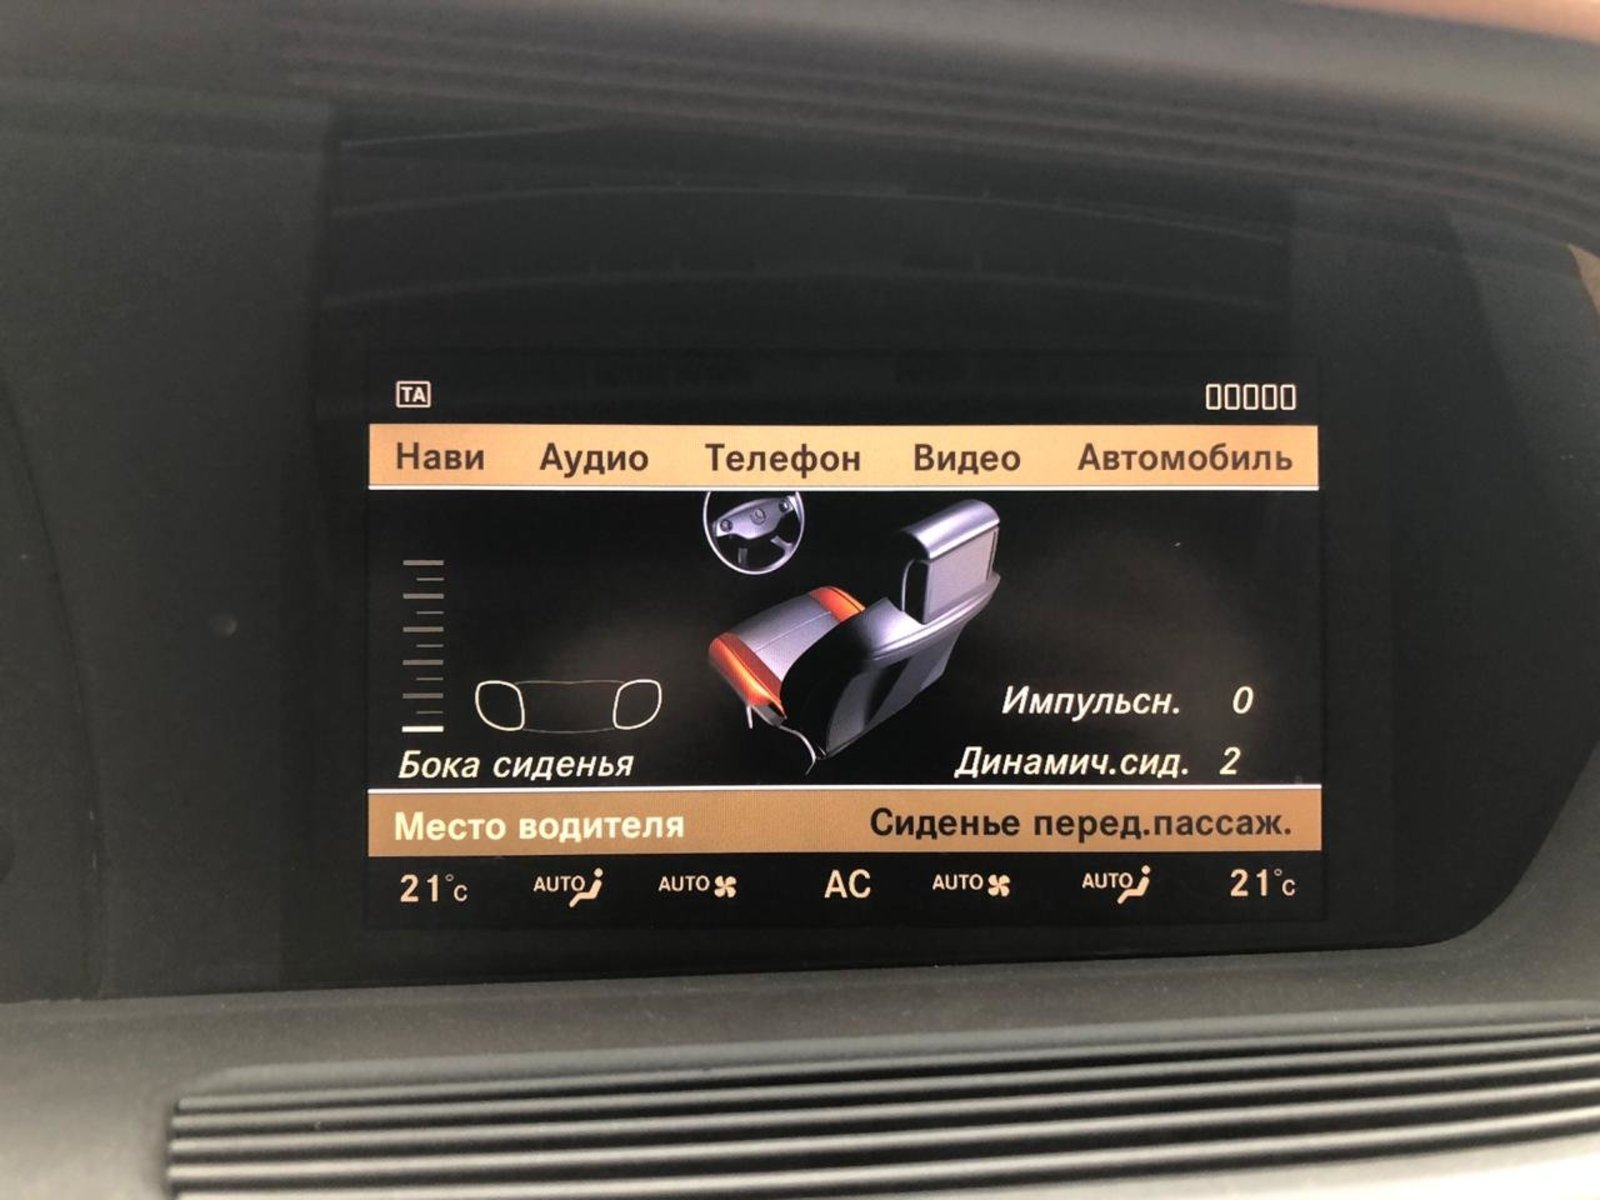 TA
Нави Аудио Телефон Видео Автомобиль
Импульсн. 0
Бока сиденья Динамич.сид. 2
Место водителя Сиденье перед.пассаж.
21°C AUTO AUTO AC AUTO AUTO 21°C